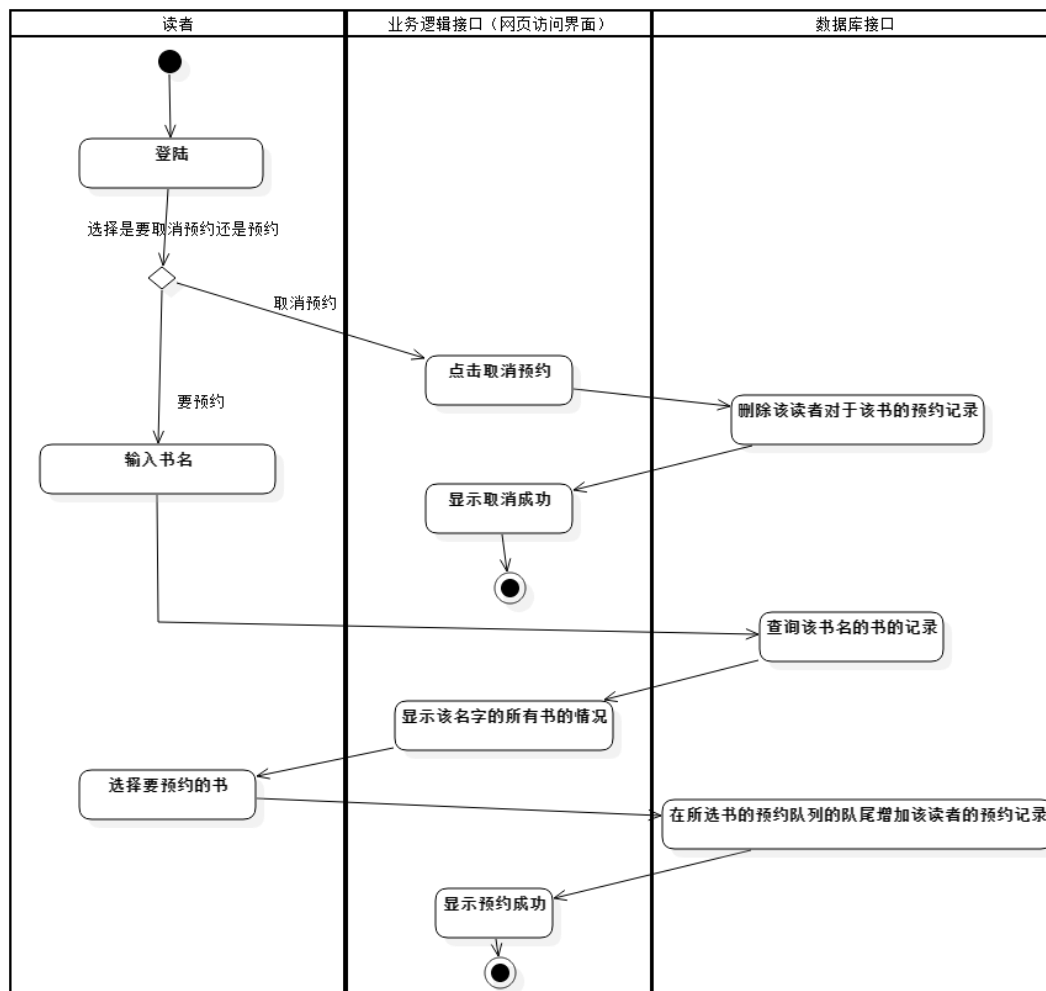 读者
业务逻辑接口（网页访问界面）
数据库接口
登陆
选择是要取消预约还是预约
取消预约
点击取消预约
要预约
删除该读者对于该书的预约记录
输入书名
显示取消成功
查询该书名的书的记录
显示该名字的所有书的情况
选择要预约的书
在所选书的预约队列的队尾增加该读者的预约记录
显示预约成功